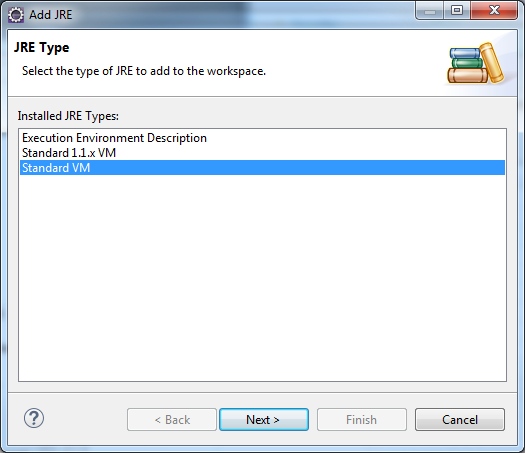 Add JRE
JRE Type
Select the type of JRE to add to the workspace.
Installed JRE Types:
Execution Environment Description
Standard 1.1.x VM
Standard VM
?
< Back
Next >
Finish
Cancel